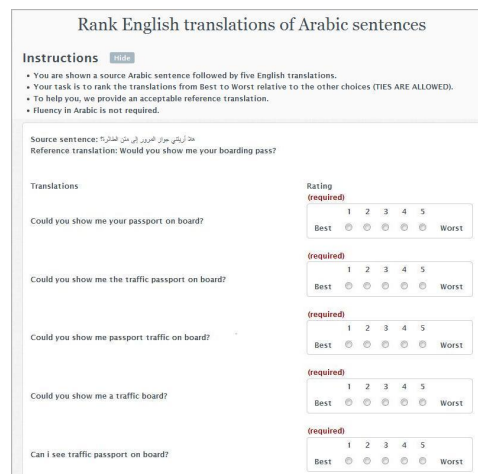 Rank English translations of Arabic sentences
Instructions Hide
• You are shown a source Arabic sentence followed by five English translations.
• Your task is to rank the translations from Best to Worst relative to the other choices (TIES ARE ALLOWED).
• To help you, we provide an acceptable reference translation.
• Fluency in Arabic is not required.
Source sentence: هلا أريتني جواز المرور إلى متن الطائرة؟
Reference translation: Would you show me your boarding pass?
Translations Rating
(required)
1 2 3 4 5
Could you show me your passport on board?
Best Worst
(required)
1 2 3 4 5
Could you show me the traffic passport on board?
Best Worst
(required)
1 2 3 4 5
Could you show me passport traffic on board?
Best Worst
(required)
1 2 3 4 5
Could you show me a traffic board?
Best Worst
(required)
1 2 3 4 5
Can i see traffic passport on board?
Best Worst